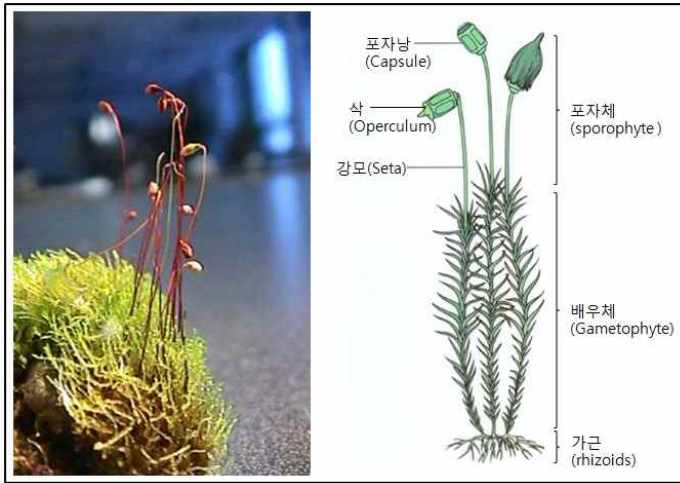 포자낭
(Capsule)
삭
(Operculum)
강모(Seta)
포자체
(sporophyte )
배우체
(Gametophyte)
가근
(rhizoids)